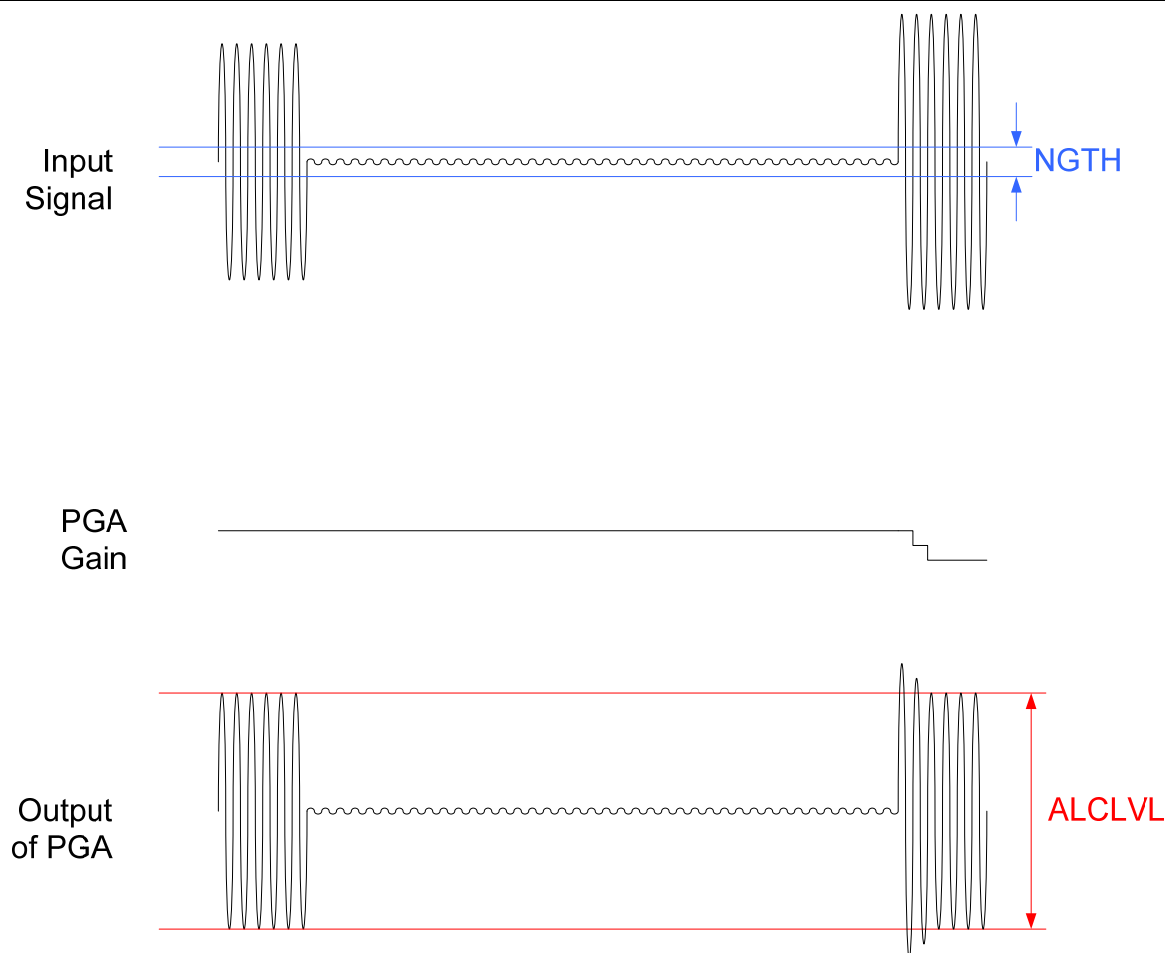 Input
Signal
NGTH
PGA
Gain
Output
of PGA
ALCLVL